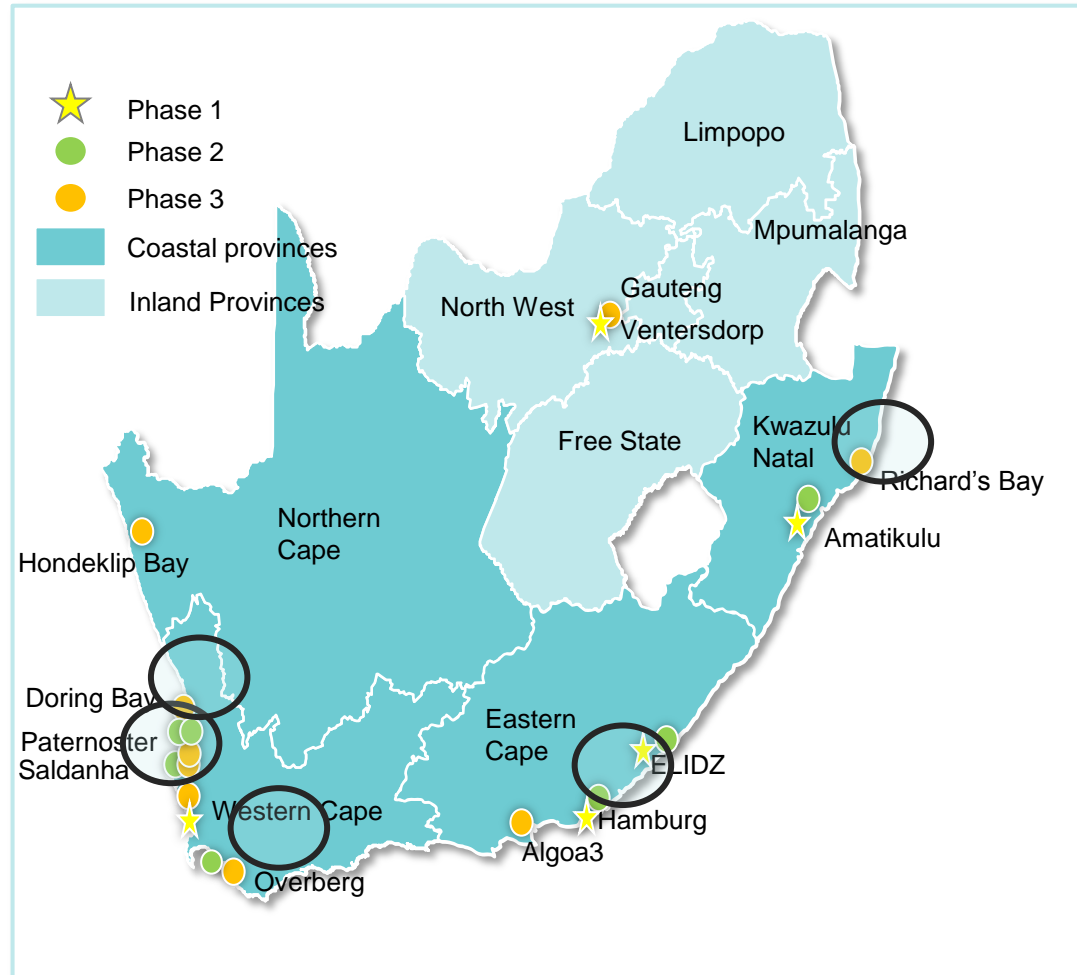 Phase 1
Phase 2
Phase 3
Coastal provinces
Inland Provinces
Limpopo
Mpumalanga
Gauteng
North West
Ventersdorp
Free State
Kwazulu
Natal
Richard's Bay
Amatikulu
Northern
Cape
Hondeklip Bay
Doring Bay
Paternoster
Saldanha
Eastern
Cape
ELIDZ
Hamburg
Western Cape
Algoa3
Overberg